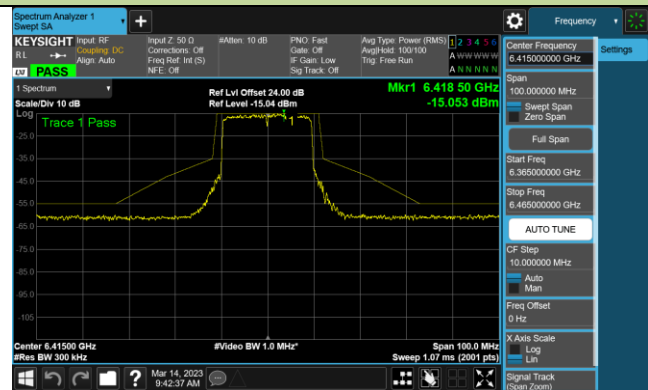 Spectrum Analyzer 1
Swept SA
Frequency
KEYSIGHT
RL
PASS
Input: RF
Coupling: DC
Align: Auto
Input Z: 50 Ω
Corrections: Off
Freq Ref: Int (S)
NFE: Off
#Atten: 10 dB
PNO: Fast
Gate: Off
IF Gain: Low
Sig Track: Off
Avg Type: Power (RMS)
Avg|Hold: 100/100
Trig: Free Run
1 2 3 4 5 6
A W W W W W
A N N N N N
1 Spectrum
Scale/Div 10 dB
Ref Lvl Offset 24.00 dB
Ref Level -15.04 dBm
Mkr1 6.418 50 GHz
-15.053 dBm
Log
Trace 1 Pass
-25.0
-35.0
-45.0
-55.0
-65.0
-75.0
-85.0
-95.0
-105
Center 6.41500 GHz
#Res BW 300 kHz
#Video BW 1.0 MHz*
Span 100.0 MHz
Sweep 1.07 ms (2001 pts)
Mar 14, 2023
9:42:37 AM
Center Frequency
6.415000000 GHz
Span
100.000000 MHz
Swept Span
Zero Span
Full Span
Start Freq
6.365000000 GHz
Stop Freq
6.465000000 GHz
AUTO TUNE
CF Step
10.000000 MHz
Auto
Man
Freq Offset
0 Hz
X Axis Scale
Log
Lin
Signal Track
(Span Zoom)
Settings